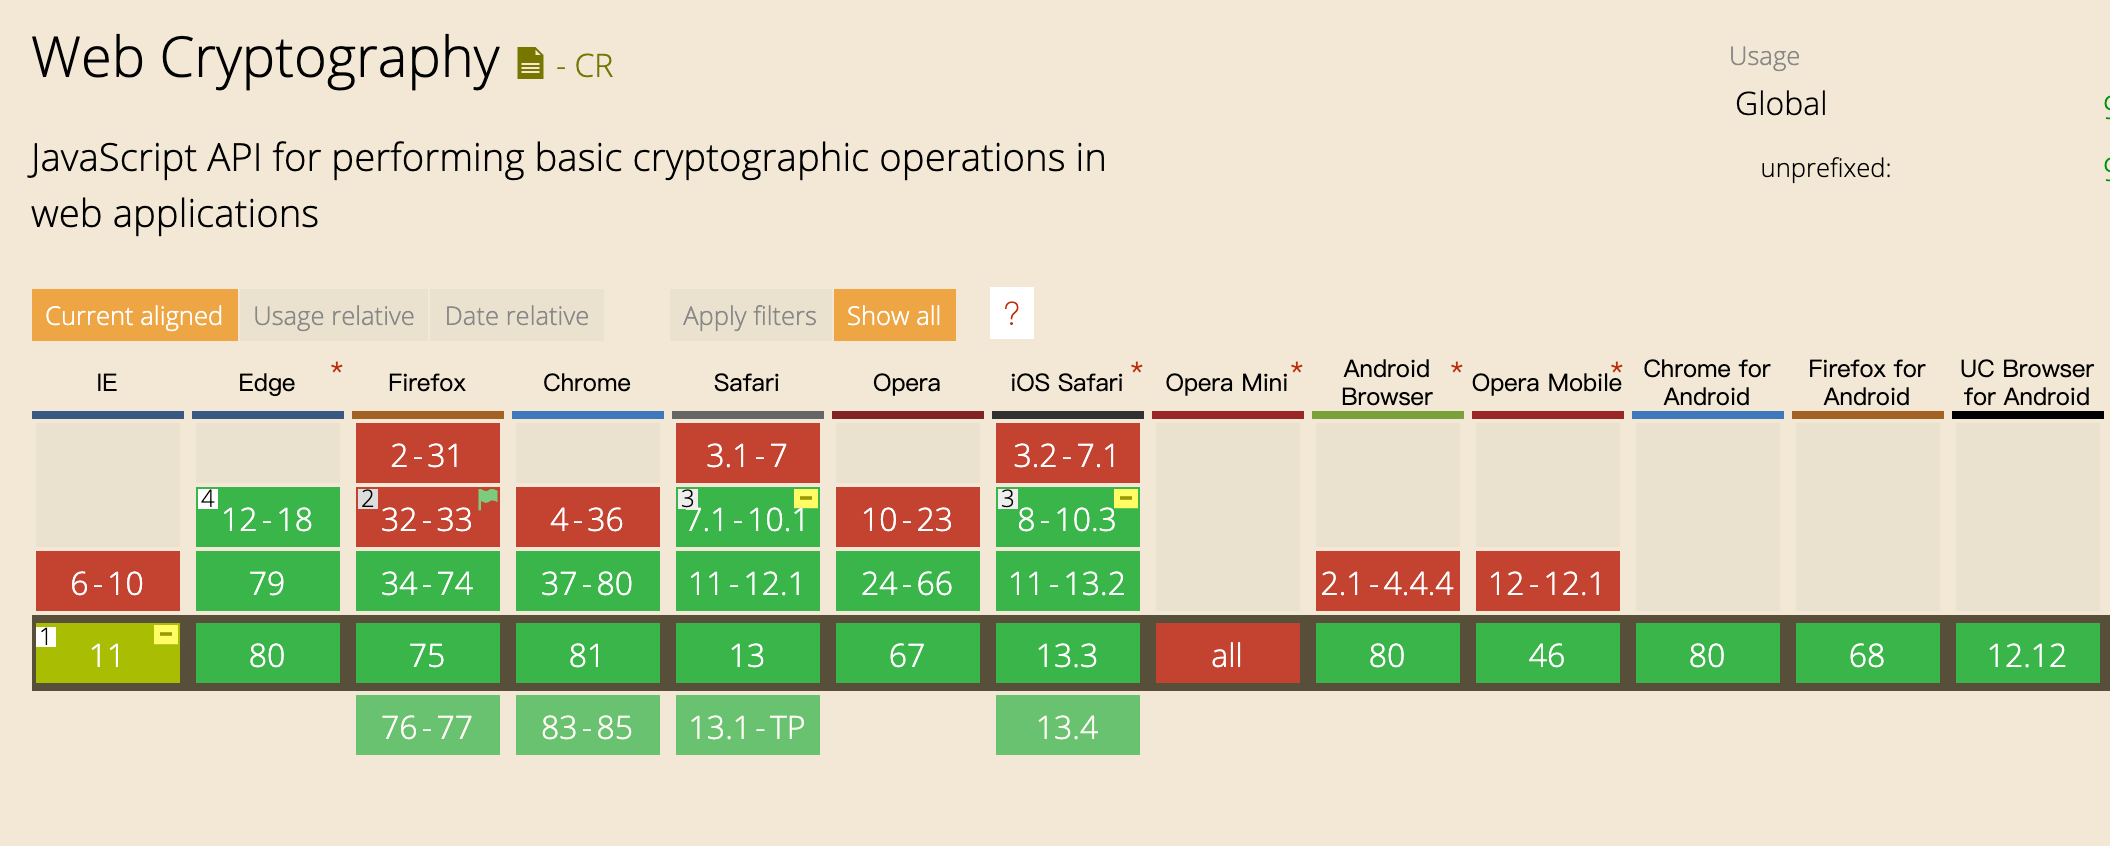 Web Cryptography - CR
Usage
Global
unprefixed:
JavaScript API for performing basic cryptographic operations in
web applications
Current aligned Usage relative Date relative Apply filters Show all ?
IE Edge * Firefox Chrome Safari Opera iOS Safari * Opera Mini * Android Browser * Opera Mobile * Chrome for Android Firefox for Android UC Browser for Android
2-31 3.1-7 3.2-7.1
4 12-18 2 32-33 4-36 3 7.1-10.1 10-23 3 8-10.3
6-10 79 34-74 37-80 11-12.1 24-66 11-13.2 2.1-4.4.4 12-12.1
1 11 80 75 81 13 67 13.3 all 80 46 80 68 12.12
76-77 83-85 13.1-TP 13.4